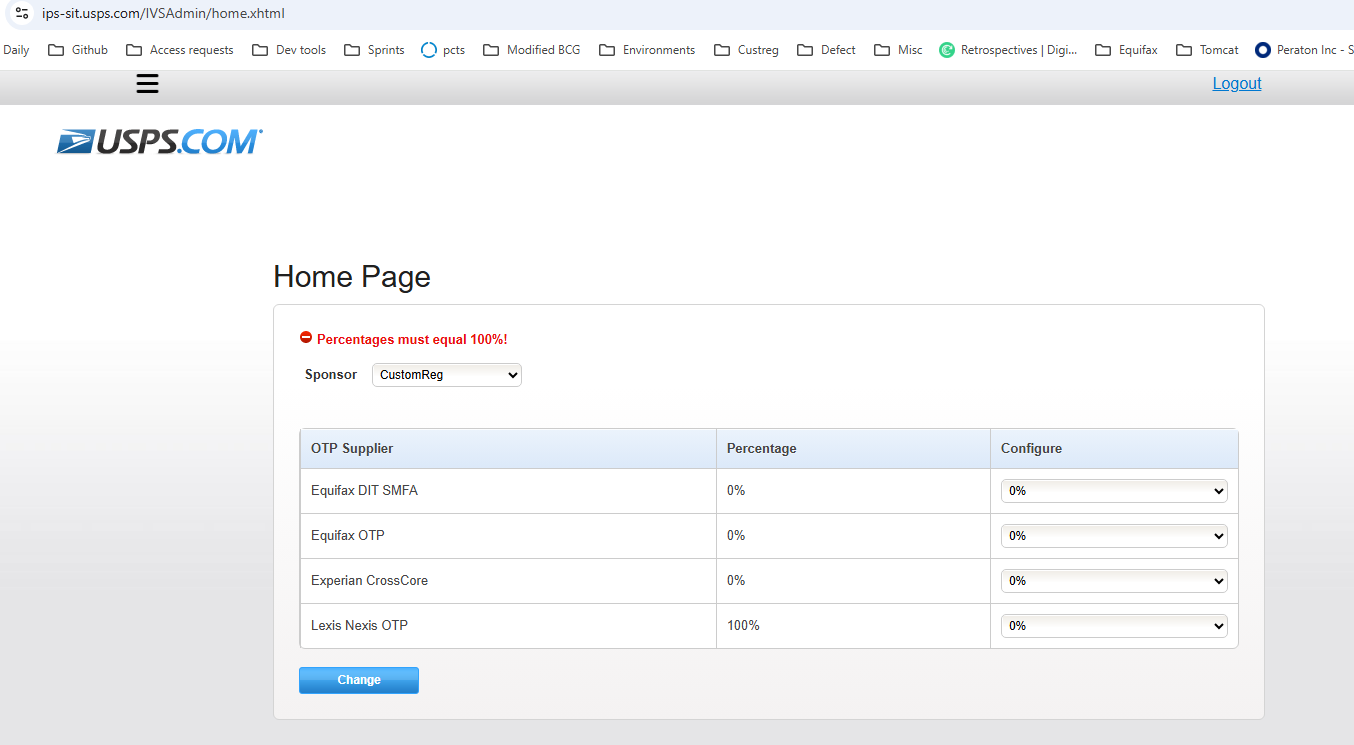 ips-sit.usps.com/IVSAdmin/home.xhtml
Daily Github Access requests Dev tools Sprints pcts Modified BCG Environments Custreg Defect Misc Retrospectives | Digi... Equifax Tomcat Peraton Inc - S
Logout
USPS.COM
Home Page
Percentages must equal 100%!
Sponsor CustomReg
OTP Supplier Percentage Configure
Equifax DIT SMFA 0% 0%
Equifax OTP 0% 0%
Experian CrossCore 0% 0%
Lexis Nexis OTP 100% 0%
Change